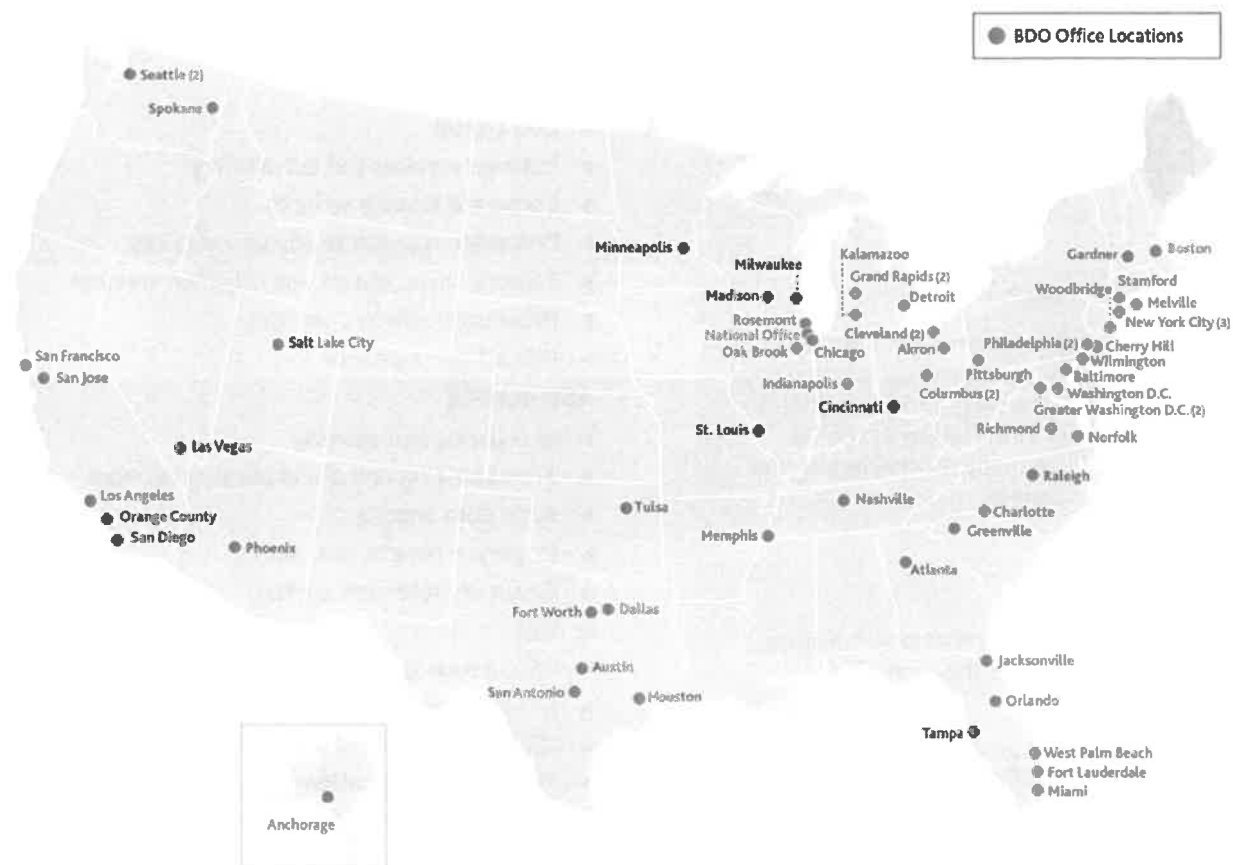 BDO Office Locations
Seattle (2)
Spokane
Minneapolis
Milwaukee
Kalamazoo
Grand Rapids (2)
Gardner
Boston
Stamford
Woodbridge
Melville
Madison
Detroit
New York City (3)
Rosemont
National Office
Cleveland (2)
Oak Brook
Chicago
Akron
Philadelphia (2)
Cherry Hill
Salt Lake City
San Francisco
San Jose
Wilmington
Pittsburgh
Baltimore
Indianapolis
Columbus (2)
Washington D.C.
Cincinnati
Greater Washington D.C. (2)
St. Louis
Richmond
Norfolk
Las Vegas
Raleigh
Los Angeles
Orange County
San Diego
Phoenix
Tulsa
Nashville
Memphis
Charlotte
Greenville
Atlanta
Fort Worth
Dallas
Austin
San Antonio
Houston
Jacksonville
Orlando
Tampa
West Palm Beach
Fort Lauderdale
Miami
Anchorage